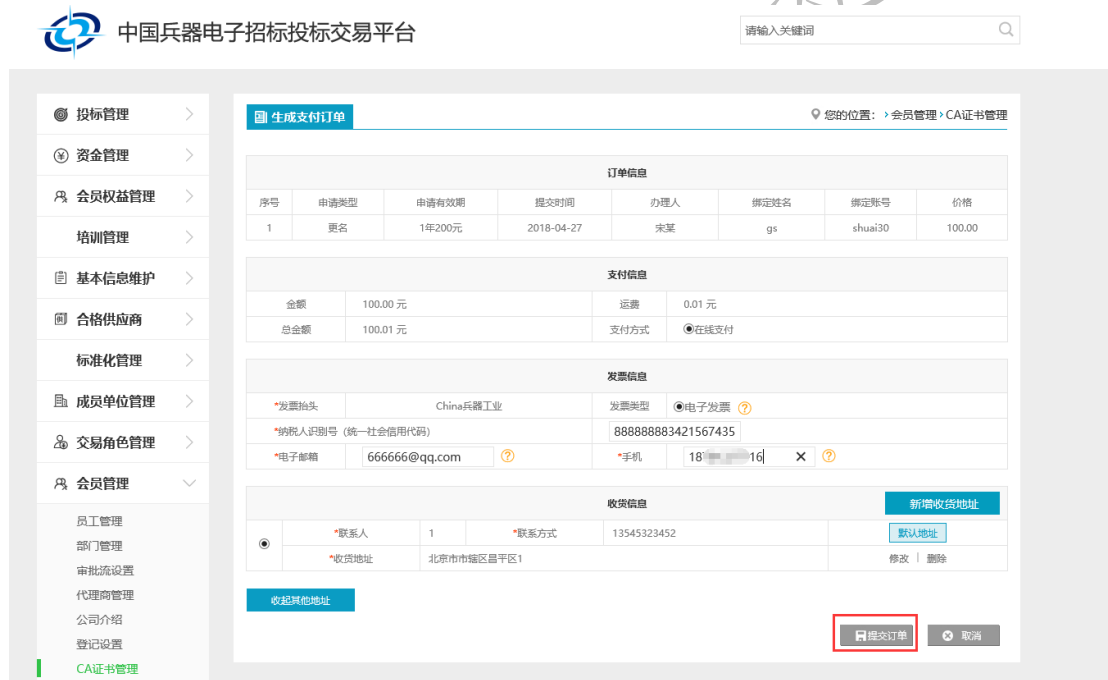 中国兵器电子招标投标交易平台
请输入关键词
投标管理
资金管理
会员权益管理
培训管理
基本信息维护
合格供应商
标准化管理
成员单位管理
交易角色管理
会员管理
员工管理
部门管理
审批流设置
代理商管理
公司介绍
登记设置
CA证书管理
生成支付订单
您的位置：›会员管理›CA证书管理
订单信息
序号 申请类型 申请有效期 提交时间 办理人 绑定姓名 绑定账号 价格
1 更名 1年200元 2018-04-27 宋某 gs shuai30 100.00
支付信息
金额 100.00 元 运费 0.01 元
总金额 100.01 元 支付方式 在线支付
发票信息
*发票抬头 China兵器工业 发票类型 电子发票 ?
*纳税人识别号（统一社会信用代码） 888888883421567435
*电子邮箱 666666@qq.com ? *手机 18 16 ?
收货信息 新增收货地址
*联系人 1 *联系方式 13545323452 默认地址
*收货地址 北京市市辖区昌平区1 修改 | 删除
收起其他地址
提交订单 取消